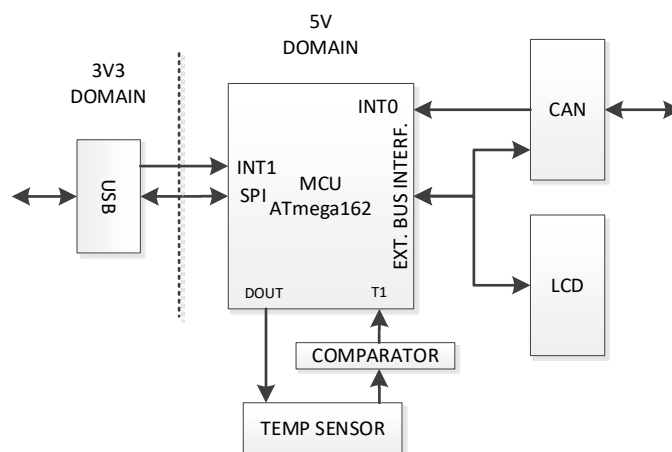 5V
DOMAIN
3V3
DOMAIN
INT0
CAN
USB
INT1
SPI
MCU
ATmega162
EXT. BUS INTERF.
LCD
DOUT
T1
COMPARATOR
TEMP SENSOR